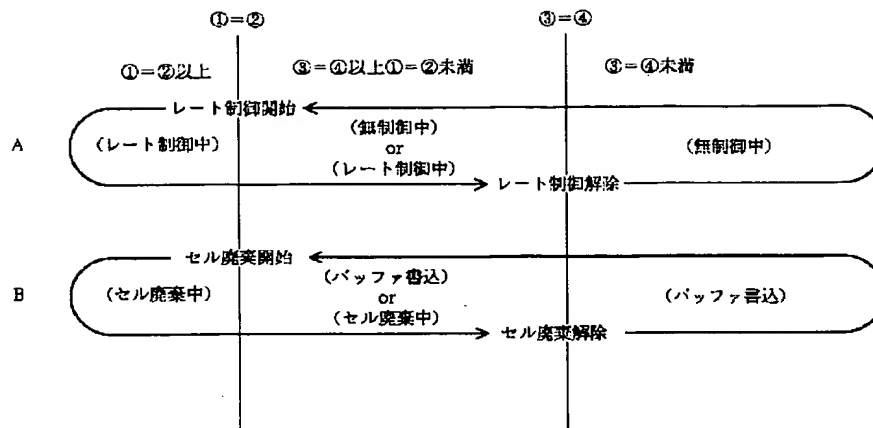 ①=②
③=④
①=②以上
③=④以上①=②未満
③=④未満
レート制御開始
A
(レート制御中)
(無制御中)
or
(レート制御中)
(無制御中)
レート制御解除
セル廃棄開始
B
(セル廃棄中)
(バッファ書込)
or
(セル廃棄中)
(バッファ書込)
セル廃棄解除